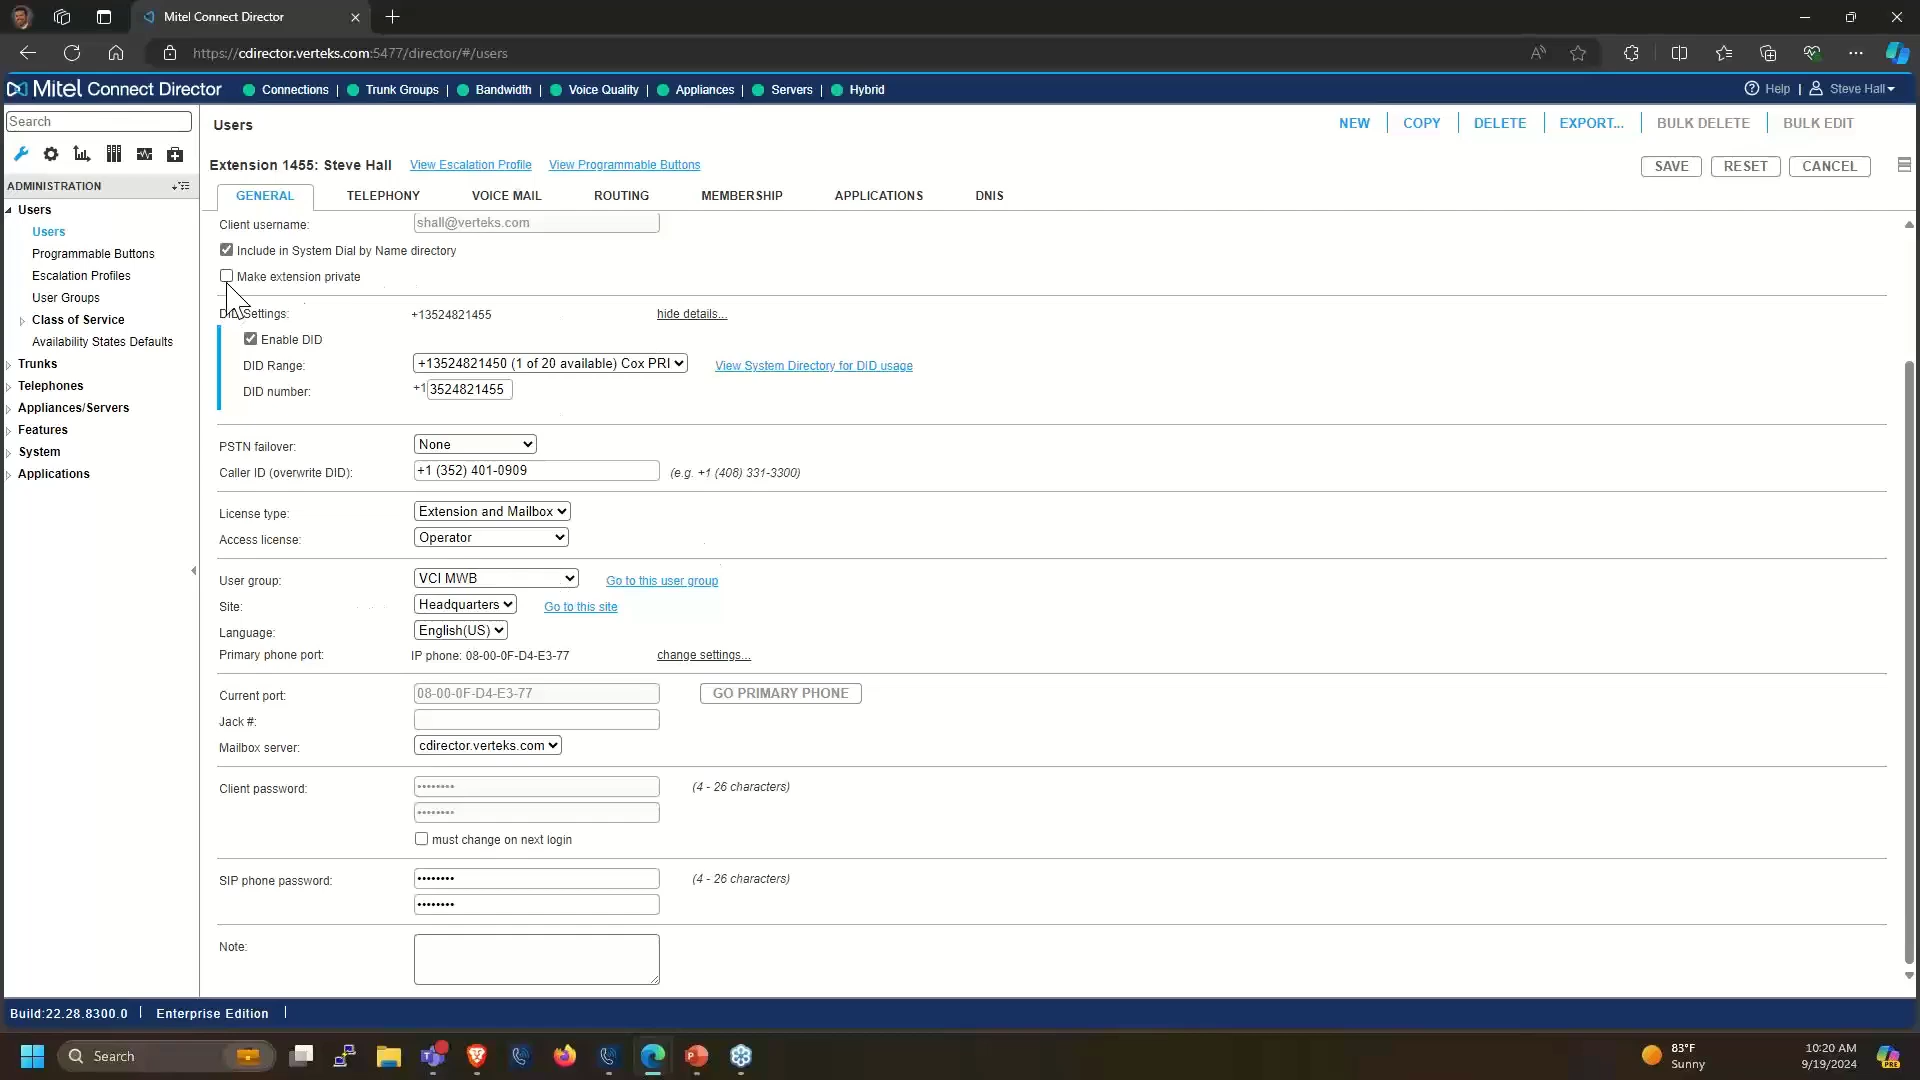 Mitel Connect Director
https://cdirector.verteks.com:5477/director/#/users
Mitel Connect Director
Connections | Trunk Groups | Bandwidth | Voice Quality | Appliances | Servers | Hybrid
Help | Steve Hall
Search
ADMINISTRATION
Users
Users
Programmable Buttons
Escalation Profiles
User Groups
Class of Service
Availability States Defaults
Trunks
Telephones
Appliances/Servers
Features
System
Applications
Users
NEW COPY DELETE EXPORT... BULK DELETE BULK EDIT
Extension 1455: Steve Hall View Escalation Profile View Programmable Buttons
SAVE RESET CANCEL
GENERAL TELEPHONY VOICE MAIL ROUTING MEMBERSHIP APPLICATIONS DNIS
Client username: shall@verteks.com
Include in System Dial by Name directory
Make extension private
Settings: +13524821455 hide details...
Enable DID
DID Range: +13524821450 (1 of 20 available) Cox PRI View System Directory for DID usage
DID number: +1 3524821455
PSTN failover: None
Caller ID (overwrite DID): +1 (352) 401-0909 (e.g. +1 (408) 331-3300)
License type: Extension and Mailbox
Access license: Operator
User group: VCI MWB Go to this user group
Site: Headquarters Go to this site
Language: English(US)
Primary phone port: IP phone: 08-00-0F-D4-E3-77 change settings...
Current port: 08-00-0F-D4-E3-77 GO PRIMARY PHONE
Jack #:
Mailbox server: cdirector.verteks.com
Client password: •••••••• (4 - 26 characters)
••••••••
must change on next login
SIP phone password: •••••••• (4 - 26 characters)
••••••••
Note:
Build:22.28.8300.0 | Enterprise Edition |
Search
83°F
Sunny
10:20 AM
9/19/2024